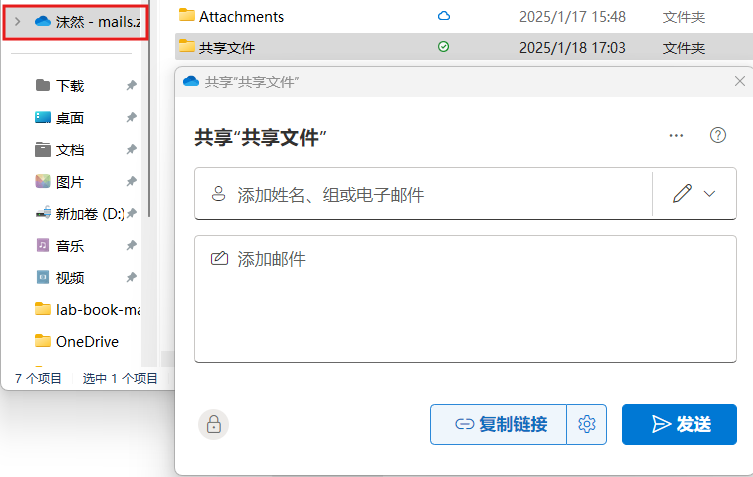 沫然 - mails.z
Attachments
2025/1/17 15:48
文件夹
共享文件
2025/1/18 17:03
文件夹
下载
桌面
文档
图片
新加卷 (D:)
音乐
视频
lab-book-ma
OneDrive
7 个项目
选中 1 个项目
共享"共享文件"
共享"共享文件"
添加姓名、组或电子邮件
添加邮件
复制链接
发送